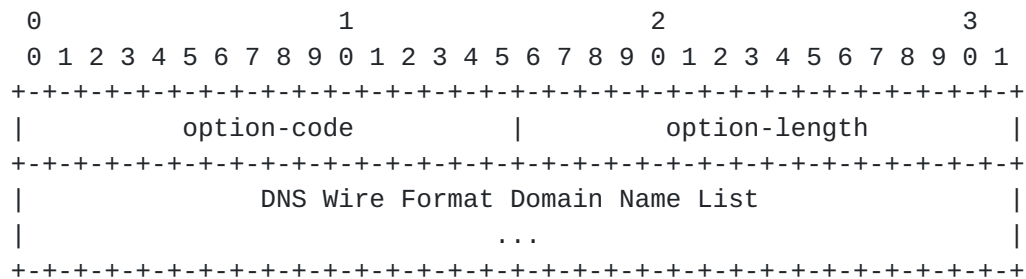 0                   1                   2                   3
 0 1 2 3 4 5 6 7 8 9 0 1 2 3 4 5 6 7 8 9 0 1 2 3 4 5 6 7 8 9 0 1
+-+-+-+-+-+-+-+-+-+-+-+-+-+-+-+-+-+-+-+-+-+-+-+-+-+-+-+-+-+-+-+-+
|          option-code          |         option-length         |
+-+-+-+-+-+-+-+-+-+-+-+-+-+-+-+-+-+-+-+-+-+-+-+-+-+-+-+-+-+-+-+-+
|               DNS Wire Format Domain Name List                |
|                              ...                              |
+-+-+-+-+-+-+-+-+-+-+-+-+-+-+-+-+-+-+-+-+-+-+-+-+-+-+-+-+-+-+-+-+